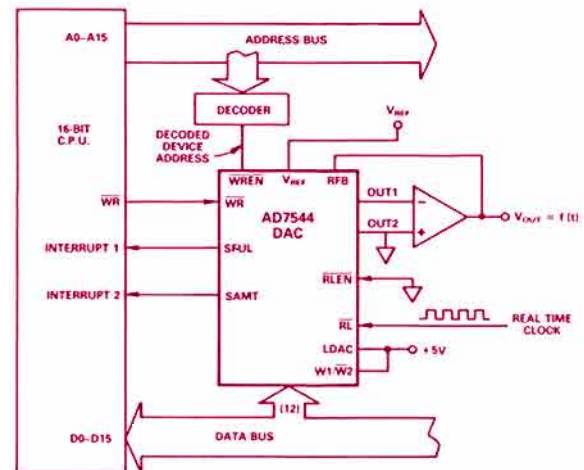 A0–A15
ADDRESS BUS
DECODER
16-BIT
C.P.U.
DECODED
DEVICE
ADDRESS
VREF
WREN
VREF
RFB
WR
WR
AD7544
DAC
OUT1
OUT2
–
+
VOUT = f (t)
INTERRUPT 1
SFUL
RLEN
INTERRUPT 2
SAMT
RL
REAL TIME
CLOCK
LDAC
+5V
W1/W2
(12)
D0–D15
DATA BUS